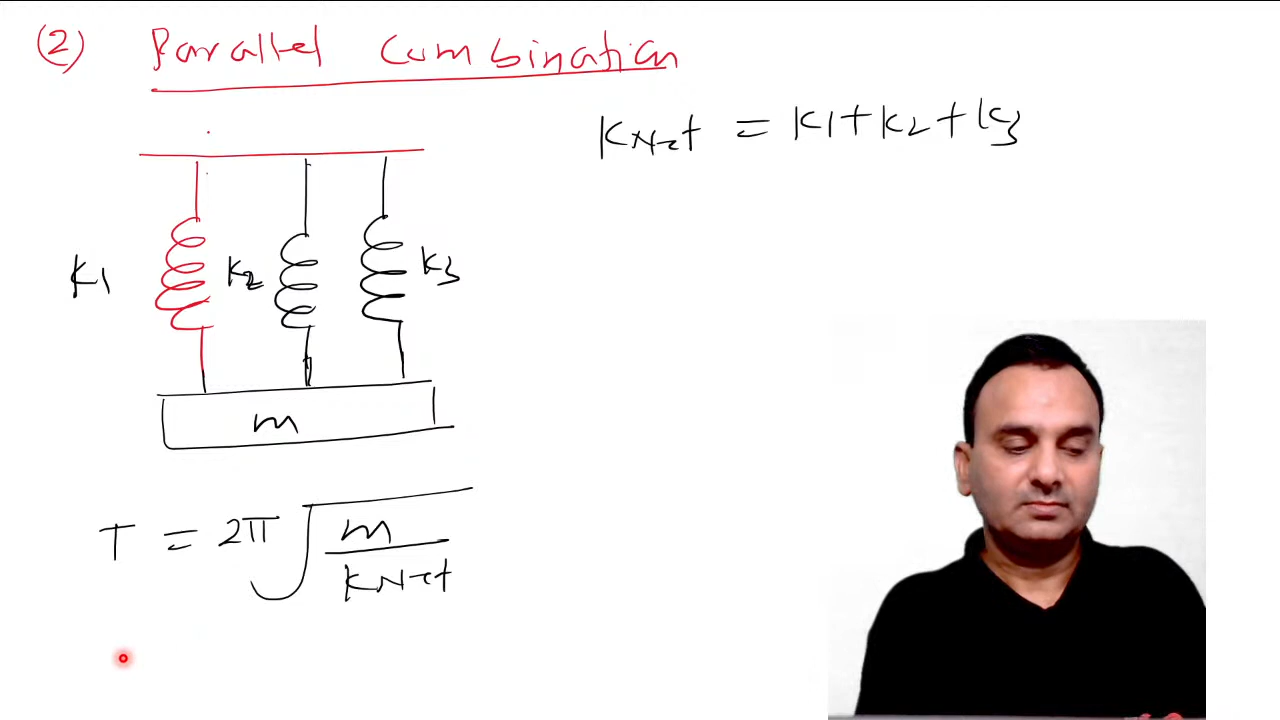 (2) Parallel Combination
KNet = K1+K2+K3
K1 K2 K3
m
T = 2π √ m
KNet